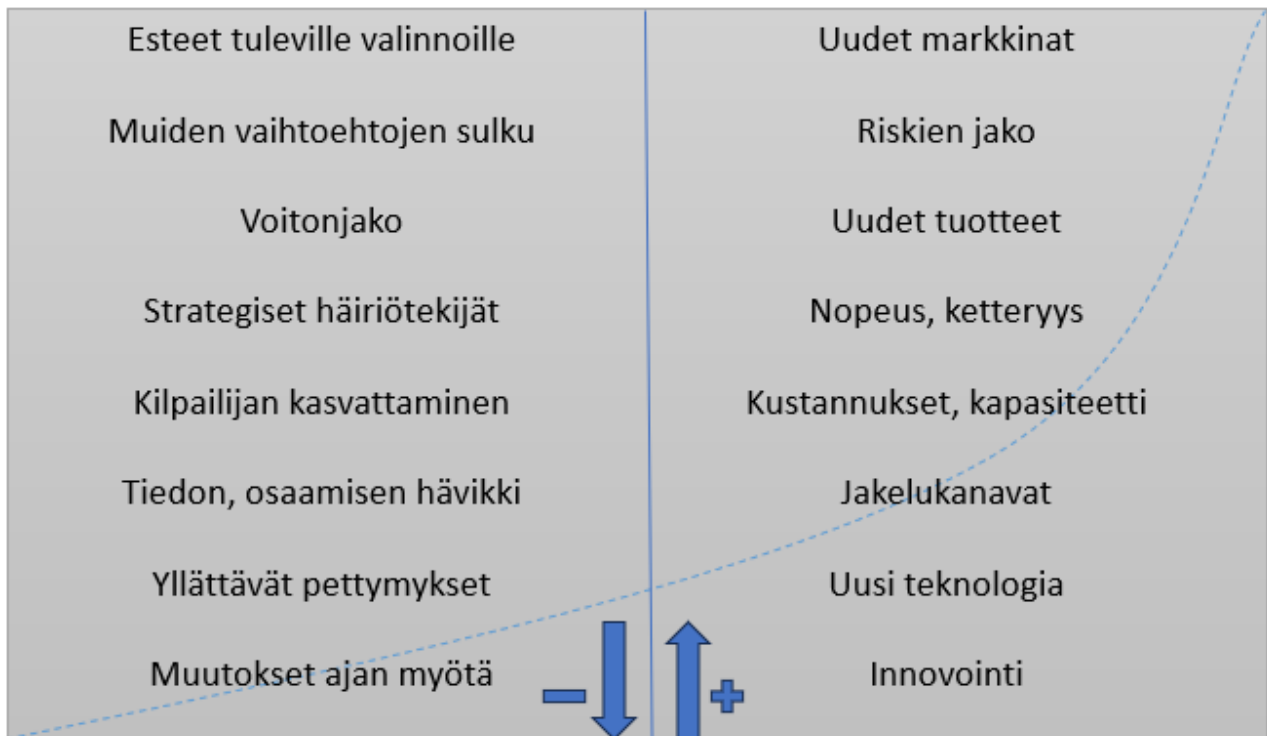 Esteet tuleville valinnoille
Muiden vaihtoehtojen sulku
Voitonjako
Strategiset häiriötekijät
Kilpailijan kasvattaminen
Tiedon, osaamisen hävikki
Yllättävät pettymykset
Muutokset ajan myötä
Uudet markkinat
Riskien jako
Uudet tuotteet
Nopeus, ketteryys
Kustannukset, kapasiteetti
Jakelukanavat
Uusi teknologia
Innovointi